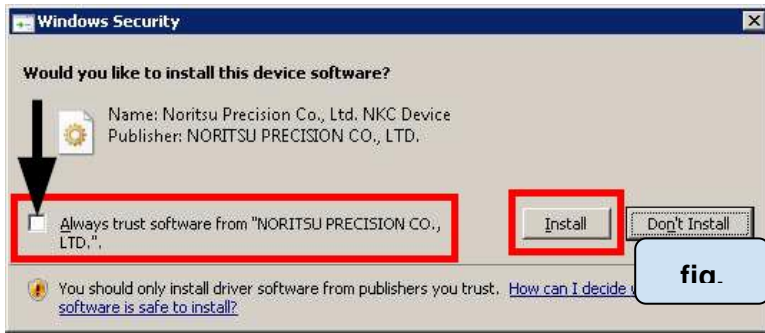 Windows Security
Would you like to install this device software?
Name: Noritsu Precision Co., Ltd. NKC Device
Publisher: NORITSU PRECISION CO., LTD.
Always trust software from "NORITSU PRECISION CO.,
LTD.".
Install
Don't Install
You should only install driver software from publishers you trust. How can I decide
software is safe to install?
fig.